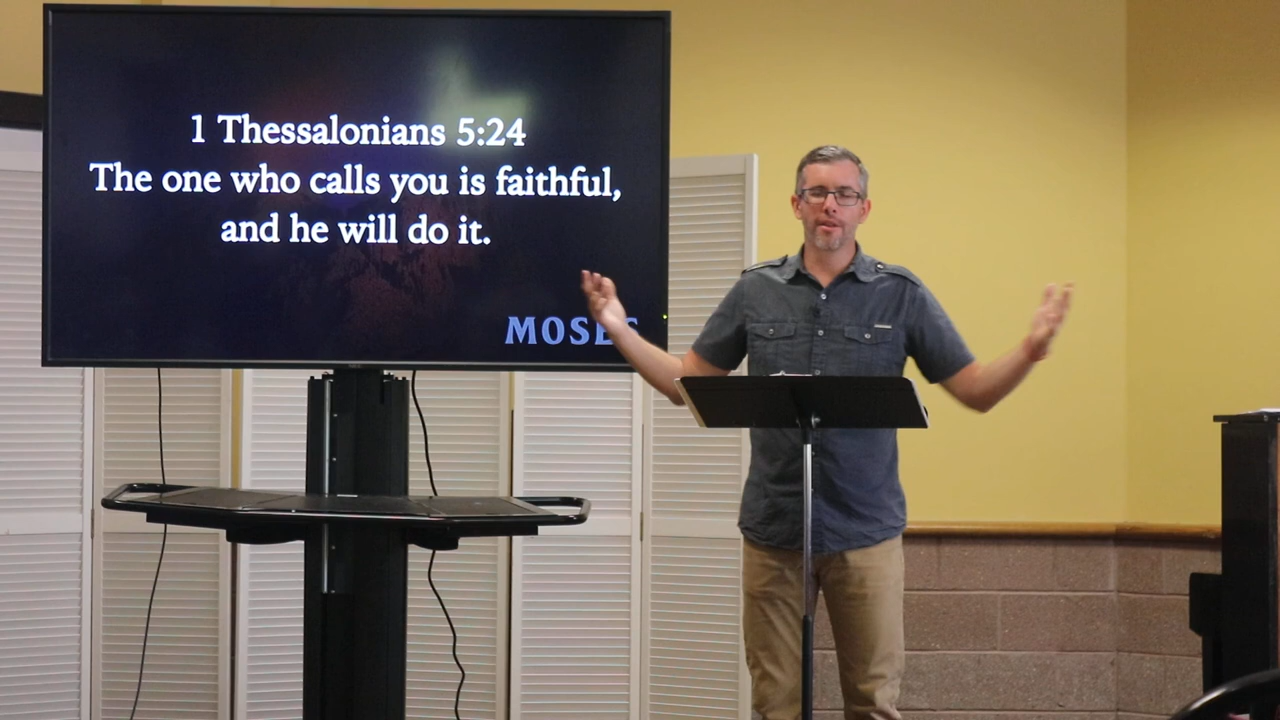 1 Thessalonians 5:24
The one who calls you is faithful,
and he will do it.
MOSES